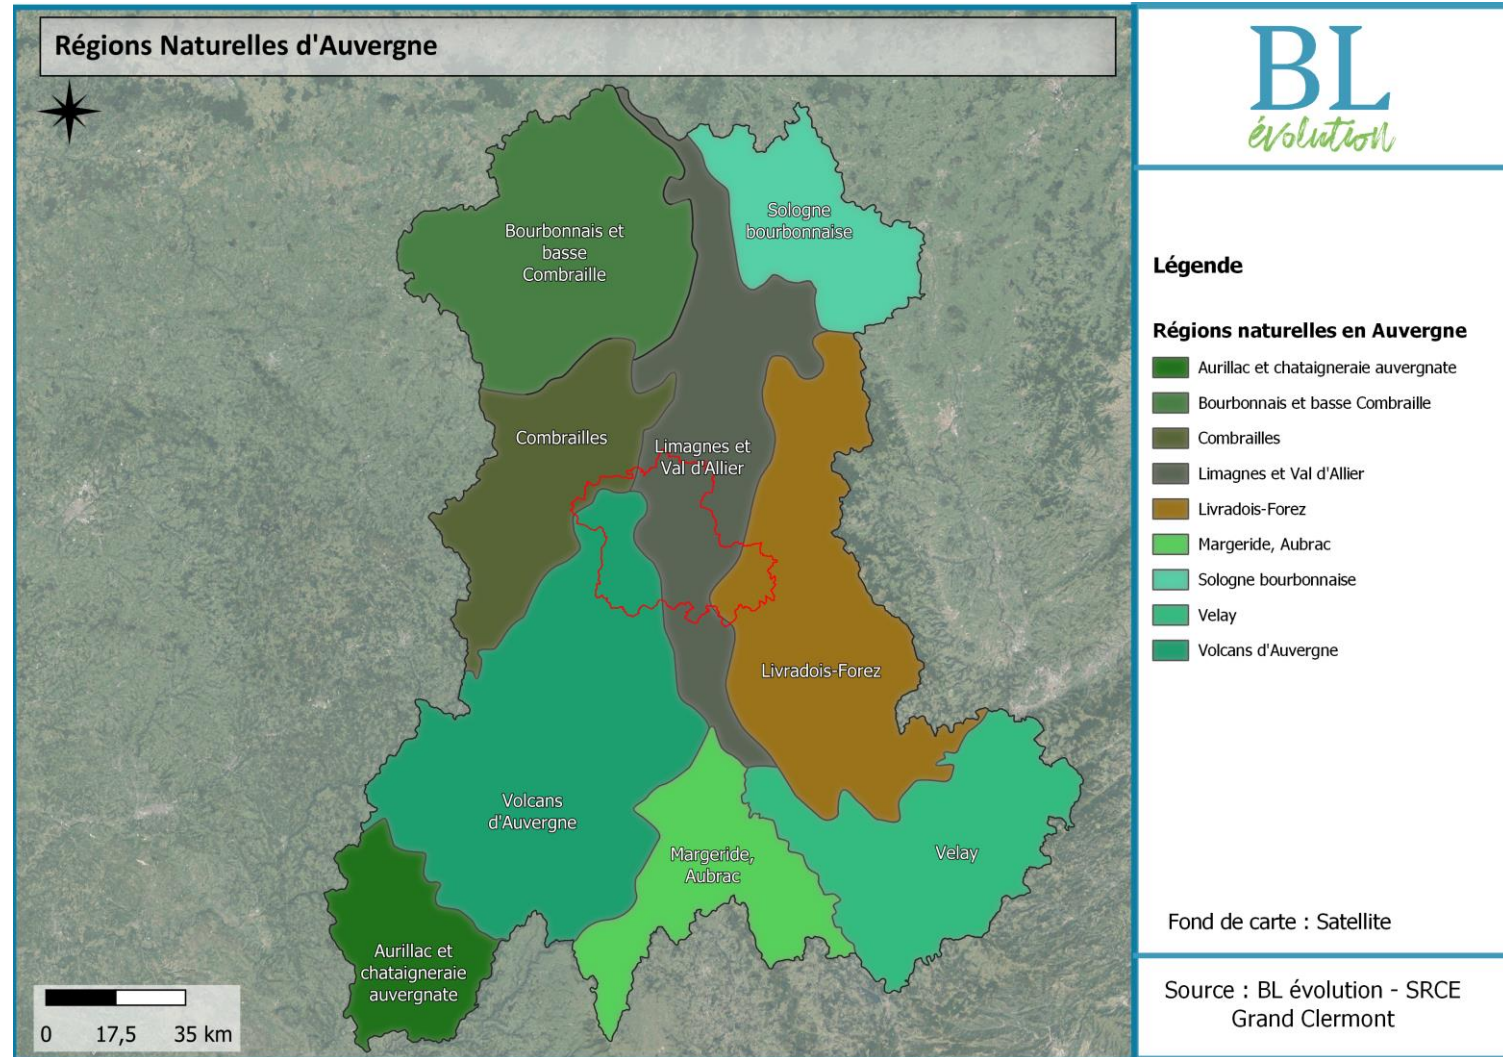 Régions Naturelles d'Auvergne
BL
évolution
Sologne
bourbonnaise
Bourbonnais et
basse
Combraille
Combrailles
Limagnes et
Val d'Allier
Livradois-Forez
Volcans
d'Auvergne
Margeride,
Aubrac
Velay
Aurillac et
chataigneraie
auvergnate
0 17,5 35 km
Légende
Régions naturelles en Auvergne
Aurillac et chataigneraie auvergnate
Bourbonnais et basse Combraille
Combrailles
Limagnes et Val d'Allier
Livradois-Forez
Margeride, Aubrac
Sologne bourbonnaise
Velay
Volcans d'Auvergne
Fond de carte : Satellite
Source : BL évolution - SRCE
Grand Clermont